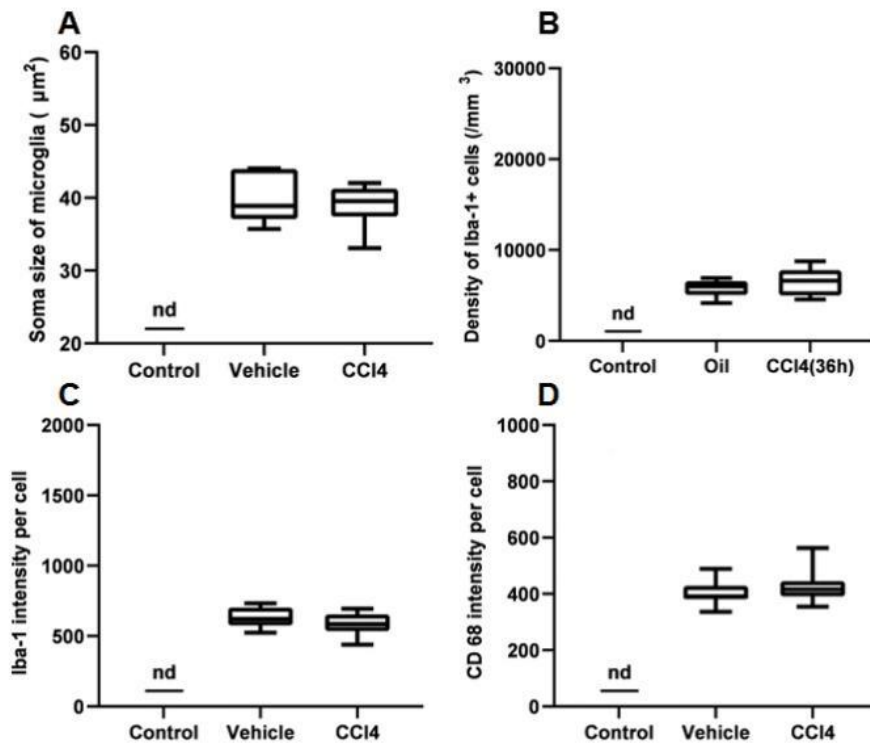 A
Soma size of microglia ( μm²)
60
50
40
30
20
nd
Control Vehicle CCl4
B
Density of Iba-1+ cells (/mm ³)
30000
20000
10000
0
nd
Control Oil CCl4(36h)
C
Iba-1 intensity per cell
2000
1500
1000
500
0
nd
Control Vehicle CCl4
D
CD 68 intensity per cell
1000
800
600
400
200
0
nd
Control Vehicle CCl4